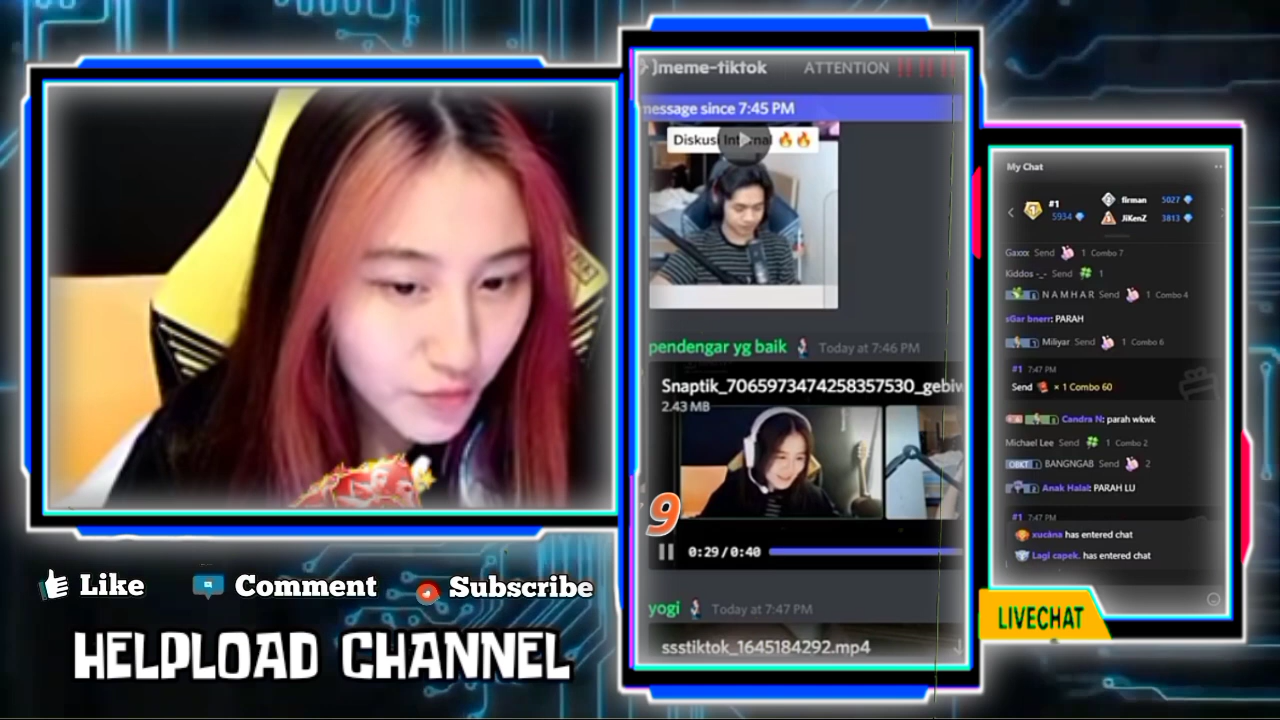 })meme-tiktok ATTENTION !! !! !!
message since 7:45 PM
Diskusi Internal 🔥🔥
pendengar yg baik Today at 7:46 PM
Snaptik_7065973474258357530_gebiw
2.43 MB
9
0:29/0:40
yogi Today at 7:47 PM
ssstiktok_1645184292.mp4
My Chat
#1
5934
firman 5027
JiKenZ 3813
Gaxxx Send 1 Combo 7
Kiddos -_- Send 1
N A M H A R Send 1 Combo 4
sGar bnerr: PARAH
Miliyar Send 1 Combo 6
#1 7:47 PM
Send × 1 Combo 60
Candra N: parah wkwk
Michael Lee Send 1 Combo 2
BANGNGAB Send 2
Anak Halal: PARAH LU
#1 7:47 PM
xucàna has entered chat
Lagi capek. has entered chat
LIVECHAT
Like Comment Subscribe
HELPLOAD CHANNEL